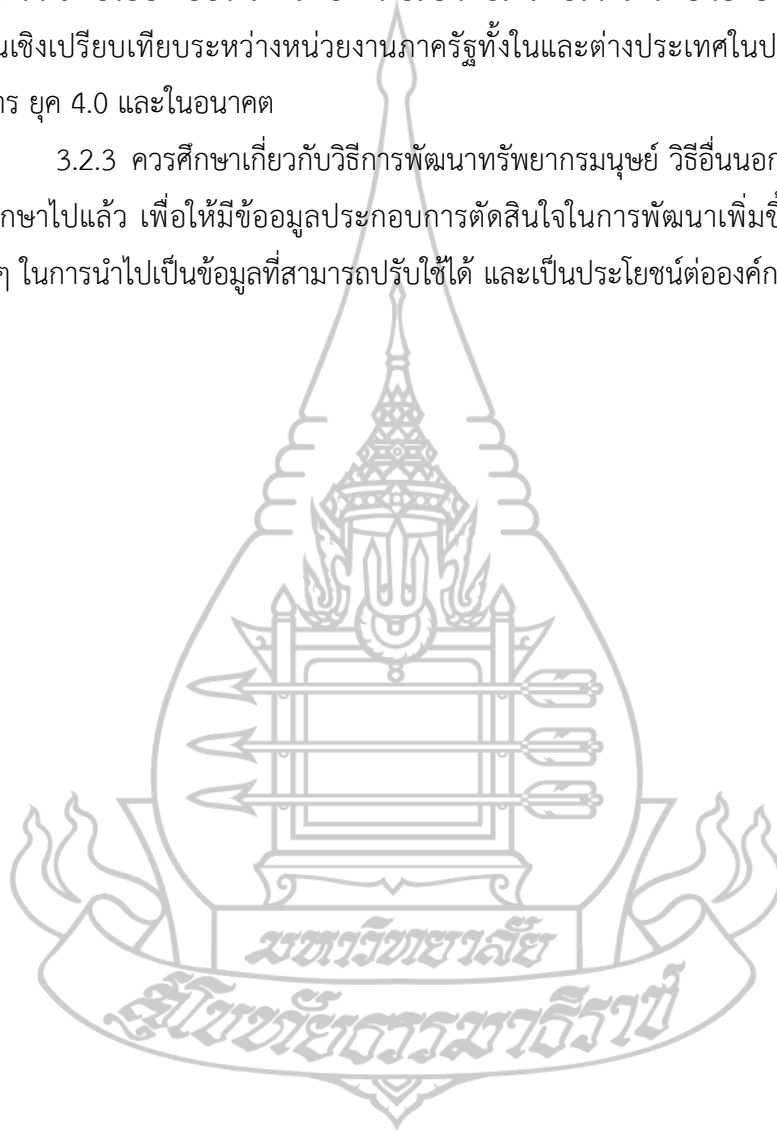 นเชิงเปรียบเทียบระหว่างหน่วยงานภาครัฐทั้งในและต่างประเทศในป
าร ยุค 4.0 และในอนาคต
3.2.3 ควรศึกษาเกี่ยวกับวิธีการพัฒนาทรัพยากรมนุษย์ วิธีอื่นนอก
ึกษาไปแล้ว เพื่อให้มีข้ออมูลประกอบการตัดสินใจในการพัฒนาเพิ่มขึ้
ๆ ในการนำไปเป็นข้อมูลที่สามารถปรับใช้ได้ และเป็นประโยชน์ต่อองค์ก
มหาวิทยาลัย
สุโขทัยธรรมาธิราช